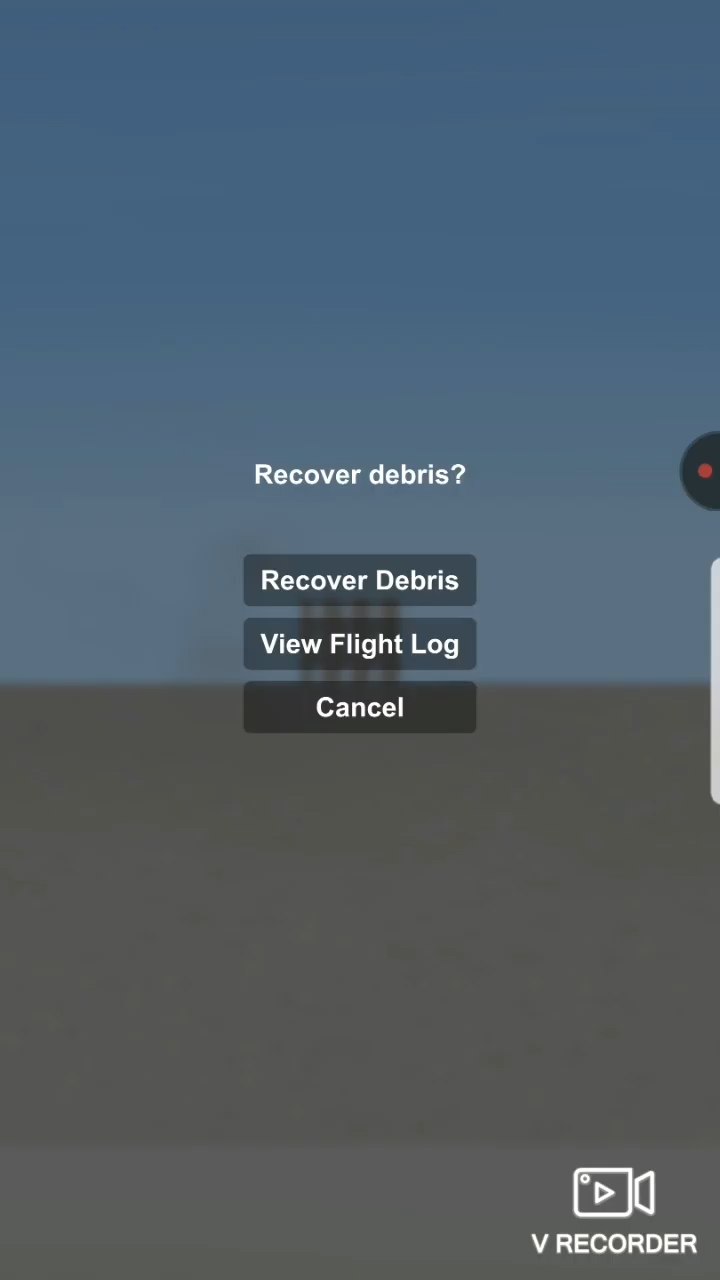 Recover debris?
Recover Debris
View Flight Log
Cancel
V RECORDER